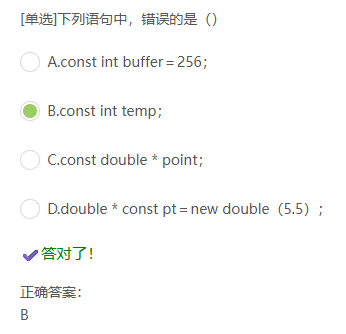 [单选]下列语句中，错误的是（）
A.const int buffer＝256；
B.const int temp；
C.const double * point；
D.double * const pt＝new double（5.5）；
答对了!
正确答案：
B